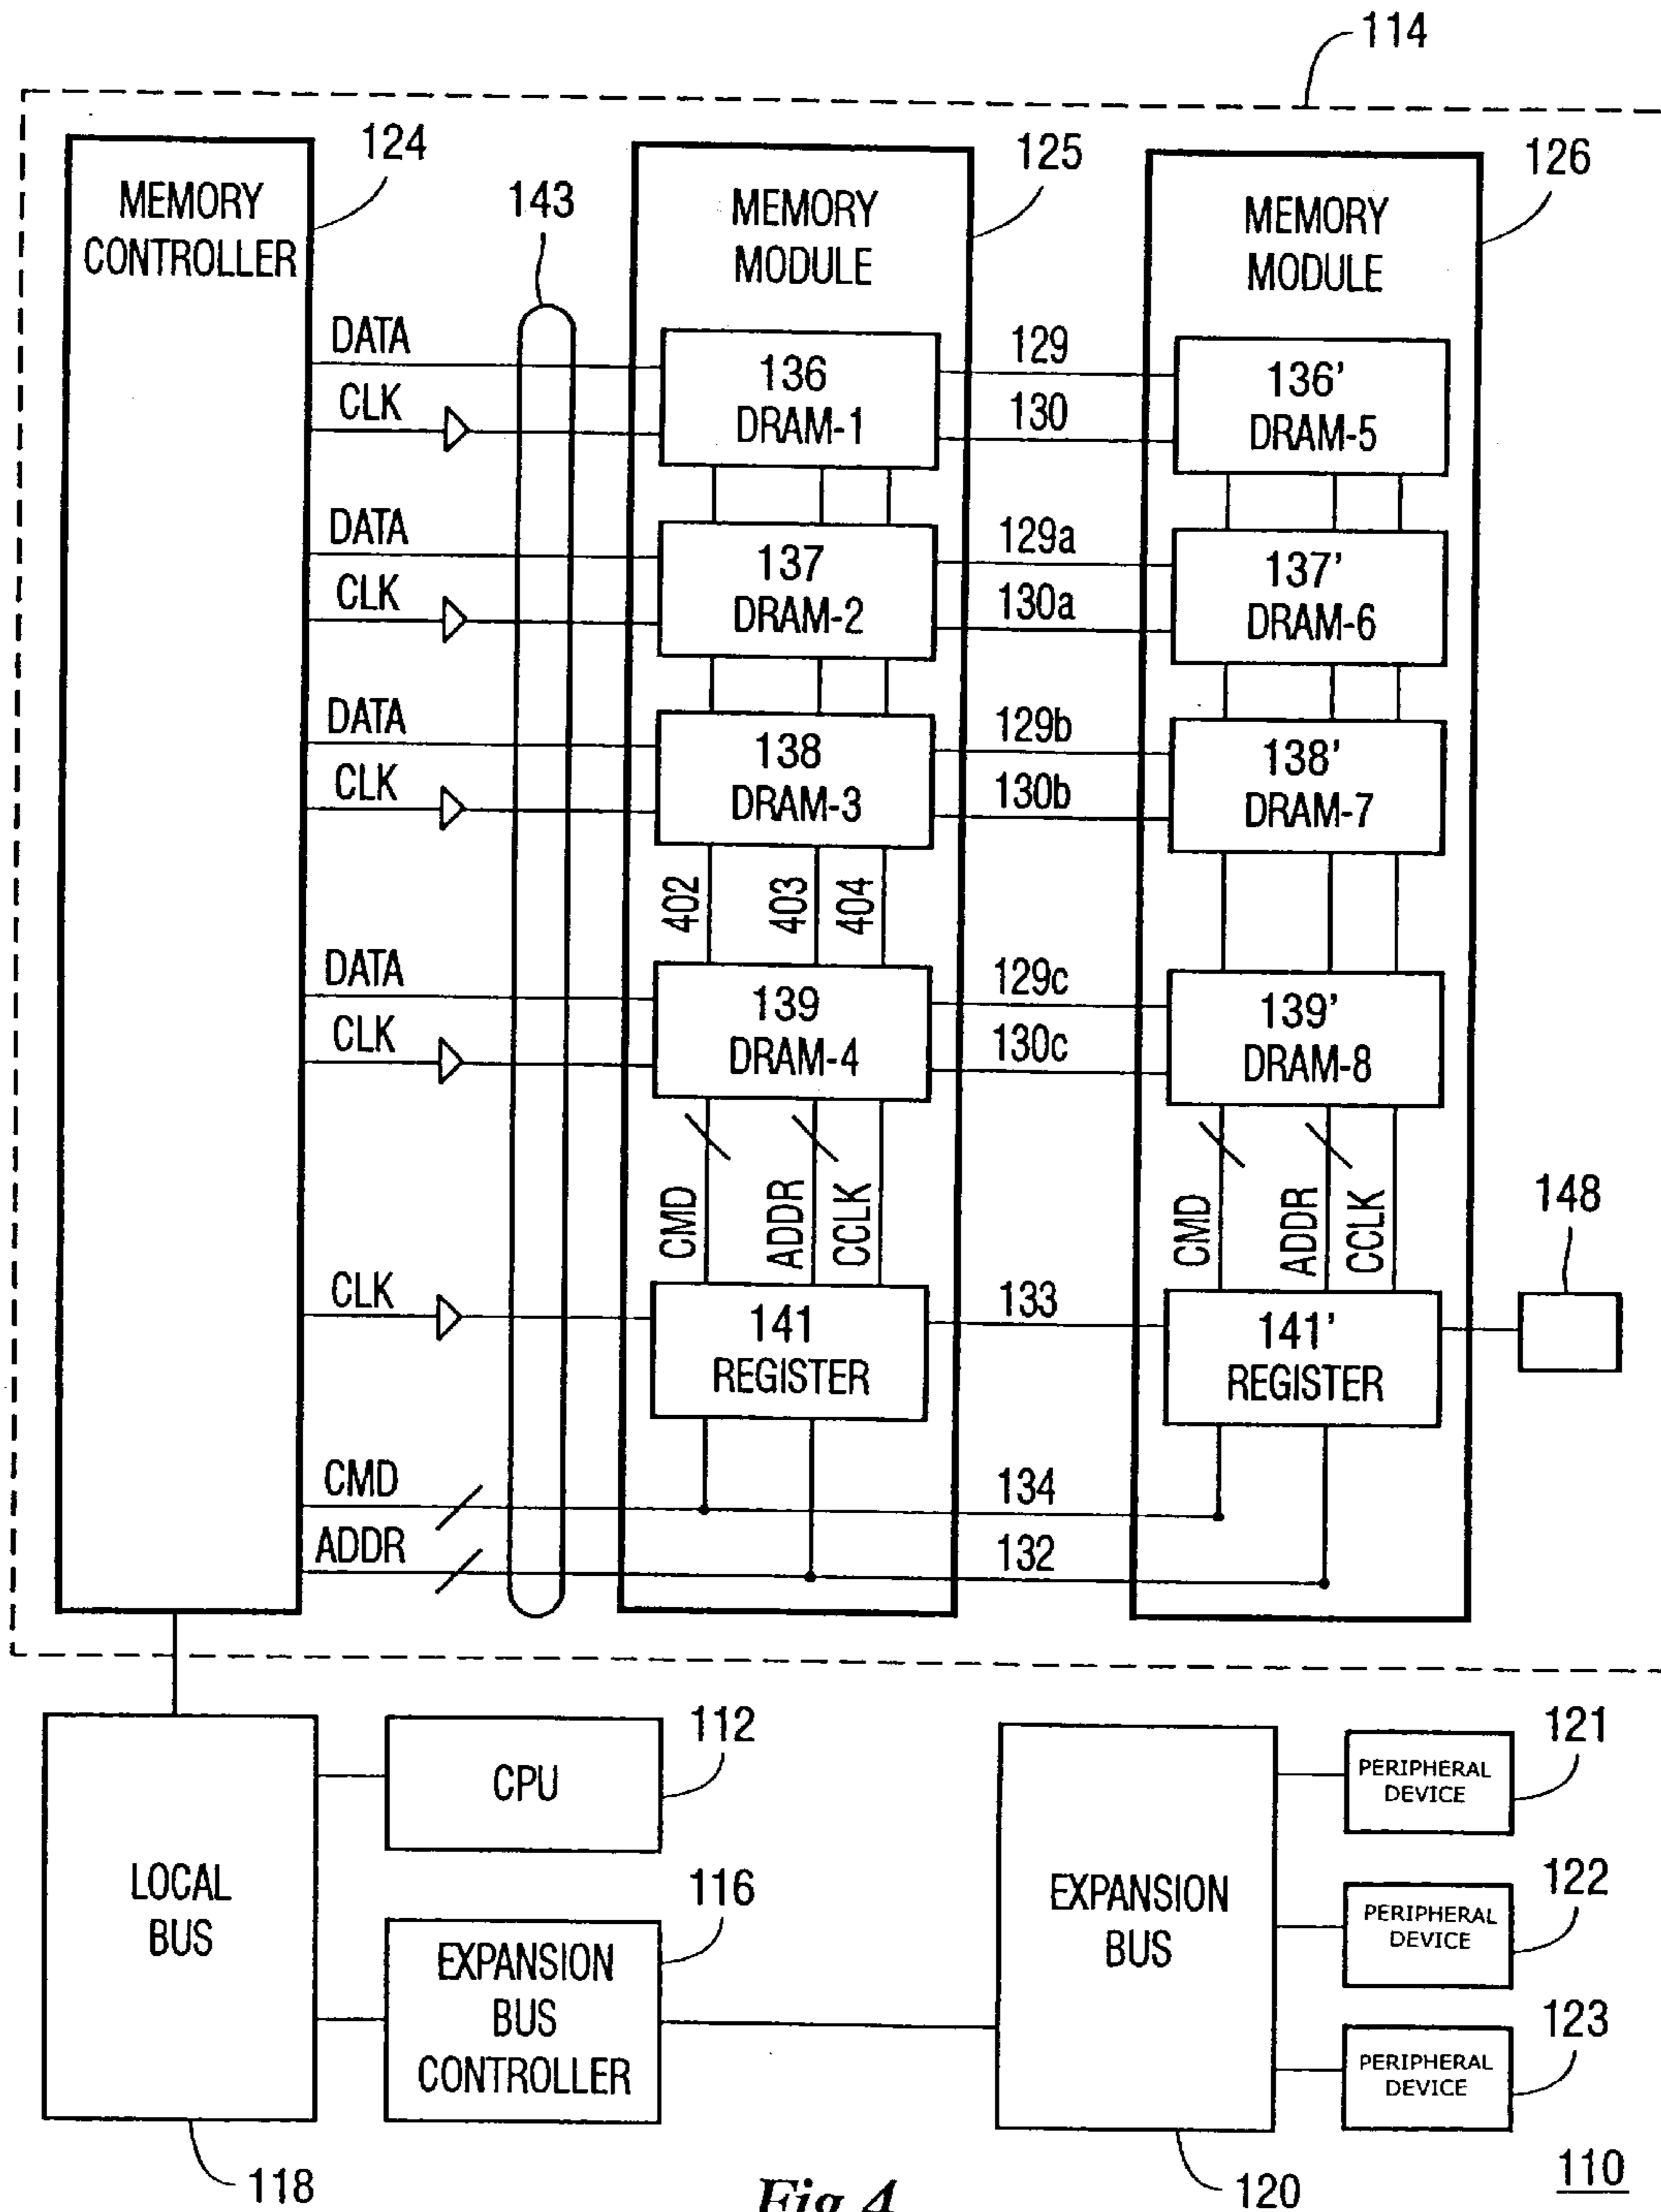 114
124
MEMORY
CONTROLLER
143
MEMORY
MODULE
125
MEMORY
MODULE
126
DATA
CLK
136
DRAM-1
129
130
136'
DRAM-5
DATA
CLK
137
DRAM-2
129a
130a
137'
DRAM-6
DATA
CLK
138
DRAM-3
129b
130b
138'
DRAM-7
402
403
404
DATA
CLK
139
DRAM-4
129c
130c
139'
DRAM-8
CMD
ADDR
CCLK
CMD
ADDR
CCLK
148
CLK
141
REGISTER
133
141'
REGISTER
CMD
134
ADDR
132
LOCAL
BUS
118
CPU
112
EXPANSION
BUS
CONTROLLER
116
EXPANSION
BUS
120
PERIPHERAL
DEVICE
121
PERIPHERAL
DEVICE
122
PERIPHERAL
DEVICE
123
110
Fig 4